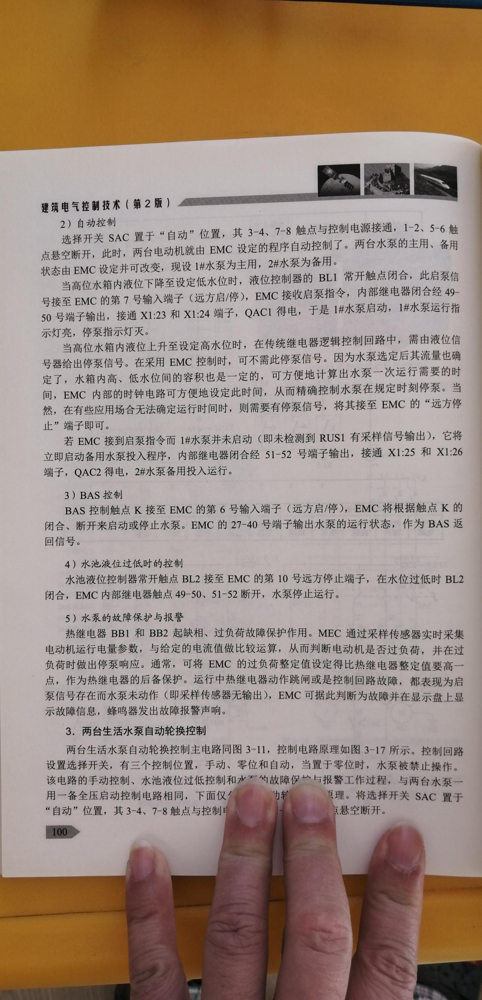 建筑电气控制技术（第2版）
2）自动控制
选择开关 SAC 置于“自动”位置，其 3-4、7-8 触点与控制电源接通，1-2、5-6 触
点悬空断开，此时，两台电动机就由 EMC 设定的程序自动控制了。两台水泵的主用、备用
状态由 EMC 设定并可改变，现设 1#水泵为主用，2#水泵为备用。
当高位水箱内液位下降至设定低水位时，液位控制器的 BL1 常开触点闭合，此启泵信
号接至 EMC 的第 7 号输入端子（远方启/停），EMC 接收启泵指令，内部继电器闭合经 49-
50 号端子输出，接通 X1:23 和 X1:24 端子，QAC1 得电，于是 1#水泵启动，1#水泵运行指
示灯亮，停泵指示灯灭。
当高位水箱内液位上升至设定高水位时，在传统继电器逻辑控制回路中，需由液位信
号器给出停泵信号。在采用 EMC 控制时，可不需此停泵信号。因为水泵选定后其流量也确
定了，水箱内高、低水位间的容积也是一定的，可方便地计算出水泵一次运行需要的时
间，EMC 内部的时钟电路可方便地设定此时间，从而精确控制水泵在规定时刻停泵。当
然，在有些应用场合无法确定运行时间时，则需要有停泵信号，将其接至 EMC 的“远方停
止”端子即可。
若 EMC 接到启泵指令而 1#水泵并未启动（即未检测到 RUS1 有采样信号输出），它将
立即启动备用水泵投入程序，内部继电器闭合经 51-52 号端子输出，接通 X1:25 和 X1:26
端子，QAC2 得电，2#水泵备用投入运行。
3）BAS 控制
BAS 控制触点 K 接至 EMC 的第 6 号输入端子（远方启/停），EMC 将根据触点 K 的
闭合、断开来启动或停止水泵。EMC 的 27-40 号端子输出水泵的运行状态，作为 BAS 返
回信号。
4）水池液位过低时的控制
水池液位控制器常开触点 BL2 接至 EMC 的第 10 号远方停止端子，在水位过低时 BL2
闭合，EMC 内部继电器触点 49-50、51-52 断开，水泵停止运行。
5）水泵的故障保护与报警
热继电器 BB1 和 BB2 起缺相、过负荷故障保护作用。MEC 通过采样传感器实时采集
电动机运行电量参数，与给定的电流值做比较运算，从而判断电动机是否过负荷，并在过
负荷时做出停泵响应。通常，可将 EMC 的过负荷整定值设定得比热继电器整定值要高一
点，作为热继电器的后备保护。运行中热继电器动作跳闸或是控制回路故障，都表现为启
泵信号存在而水泵未动作（即采样传感器无输出），EMC 可据此判断为故障并在显示盘上显
示故障信息，蜂鸣器发出故障报警声响。
3．两台生活水泵自动轮换控制
两台生活水泵自动轮换控制主电路同图 3-11，控制电路原理如图 3-17 所示。控制回路
设置选择开关，有三个控制位置，手动、零位和自动，当置于零位时，水泵被禁止操作。
该电路的手动控制、水池液位过低控制和水泵的故障保护与报警工作过程，与两台水泵一
用一备全压启动控制电路相同，下面仅 原理。将选择开关 SAC 置于
“自动”位置，其 3-4、7-8 触点与控制 点悬空断开。
100